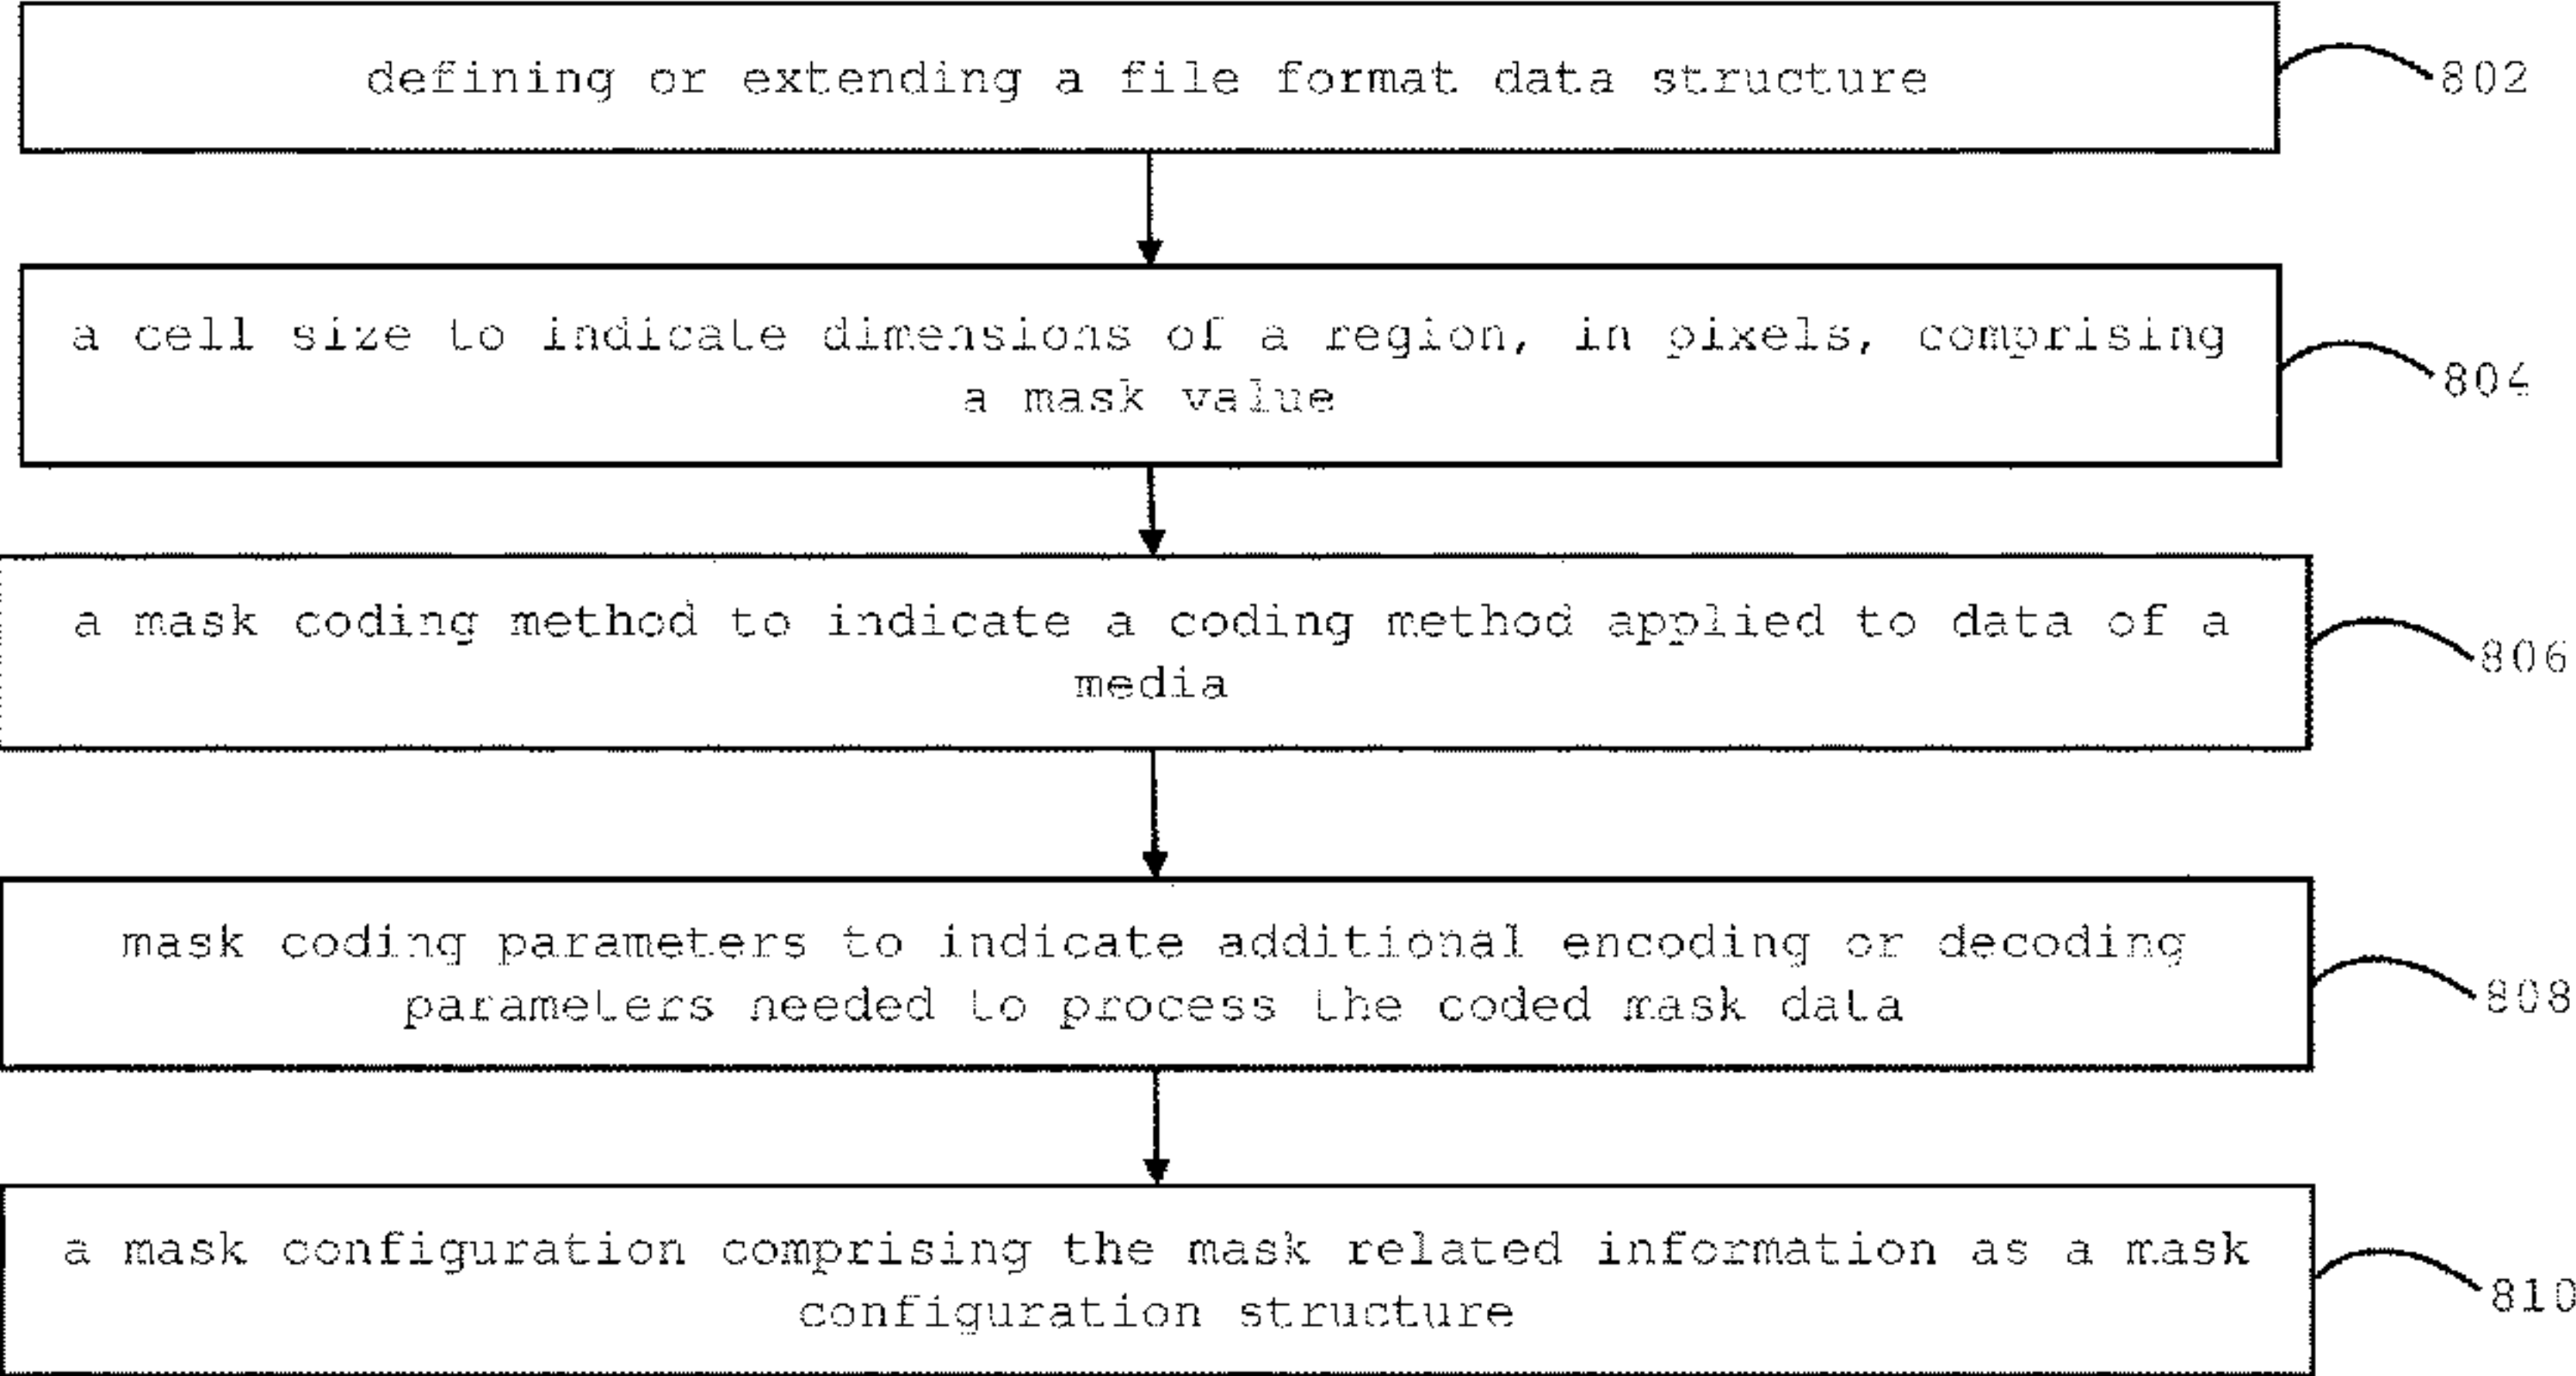 defining or extending a file format data structure
802
a cell size to indicate dimensions of a region, in pixels, comprising
a mask value
804
a mask coding method to indicate a coding method applied to data of a
media
806
mask coding parameters to indicate additional encoding or decoding
parameters needed to process the coded mask data
808
a mask configuration comprising the mask related information as a mask
configuration structure
810